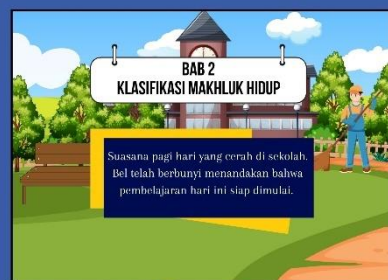 BAB 2
KLASIFIKASI MAKHLUK HIDUP
Suasana pagi hari yang cerah di sekolah.
Bel telah berbunyi menandakan bahwa
pembelajaran hari ini siap dimulai.